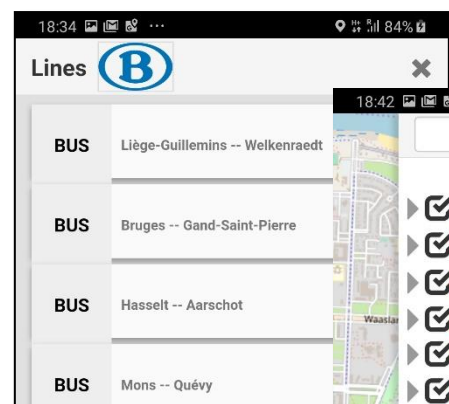 18:34 ... 84%
Lines B
BUS Liège-Guillemins -- Welkenraedt
BUS Bruges -- Gand-Saint-Pierre
BUS Hasselt -- Aarschot
BUS Mons -- Quévy
18:42